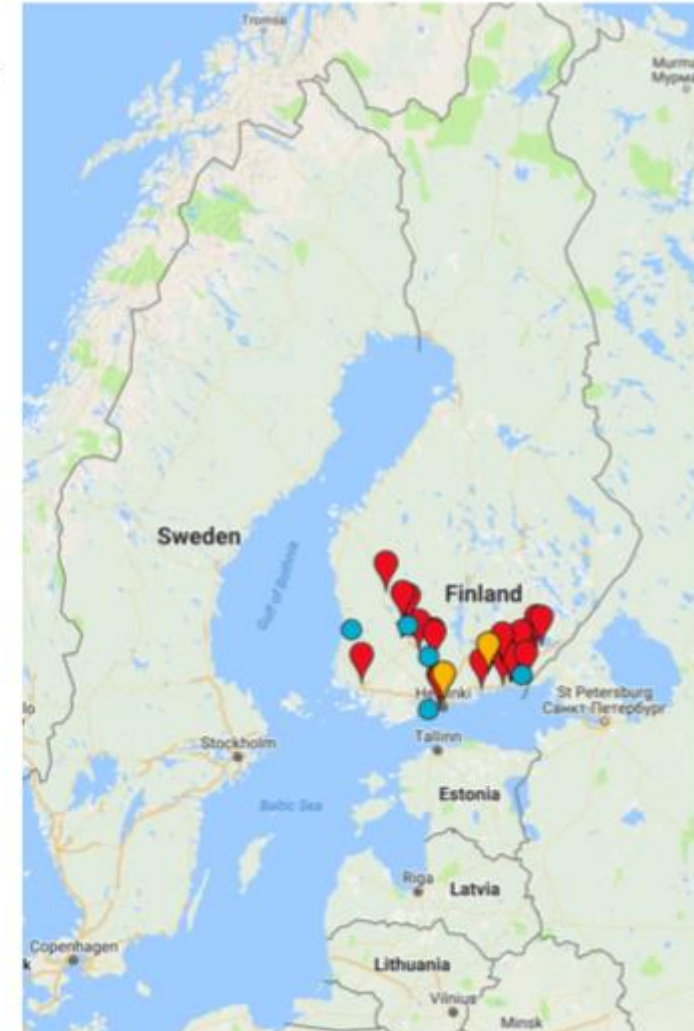 Tromsø
Murma
Мурма
Sweden
Gulf of Bothnia
Finland
Helsinki
St Petersburg
Санкт-Петербург
Stockholm
Tallinn
Estonia
Baltic Sea
Riga
Latvia
Copenhagen
Lithuania
Vilnius
Minsk